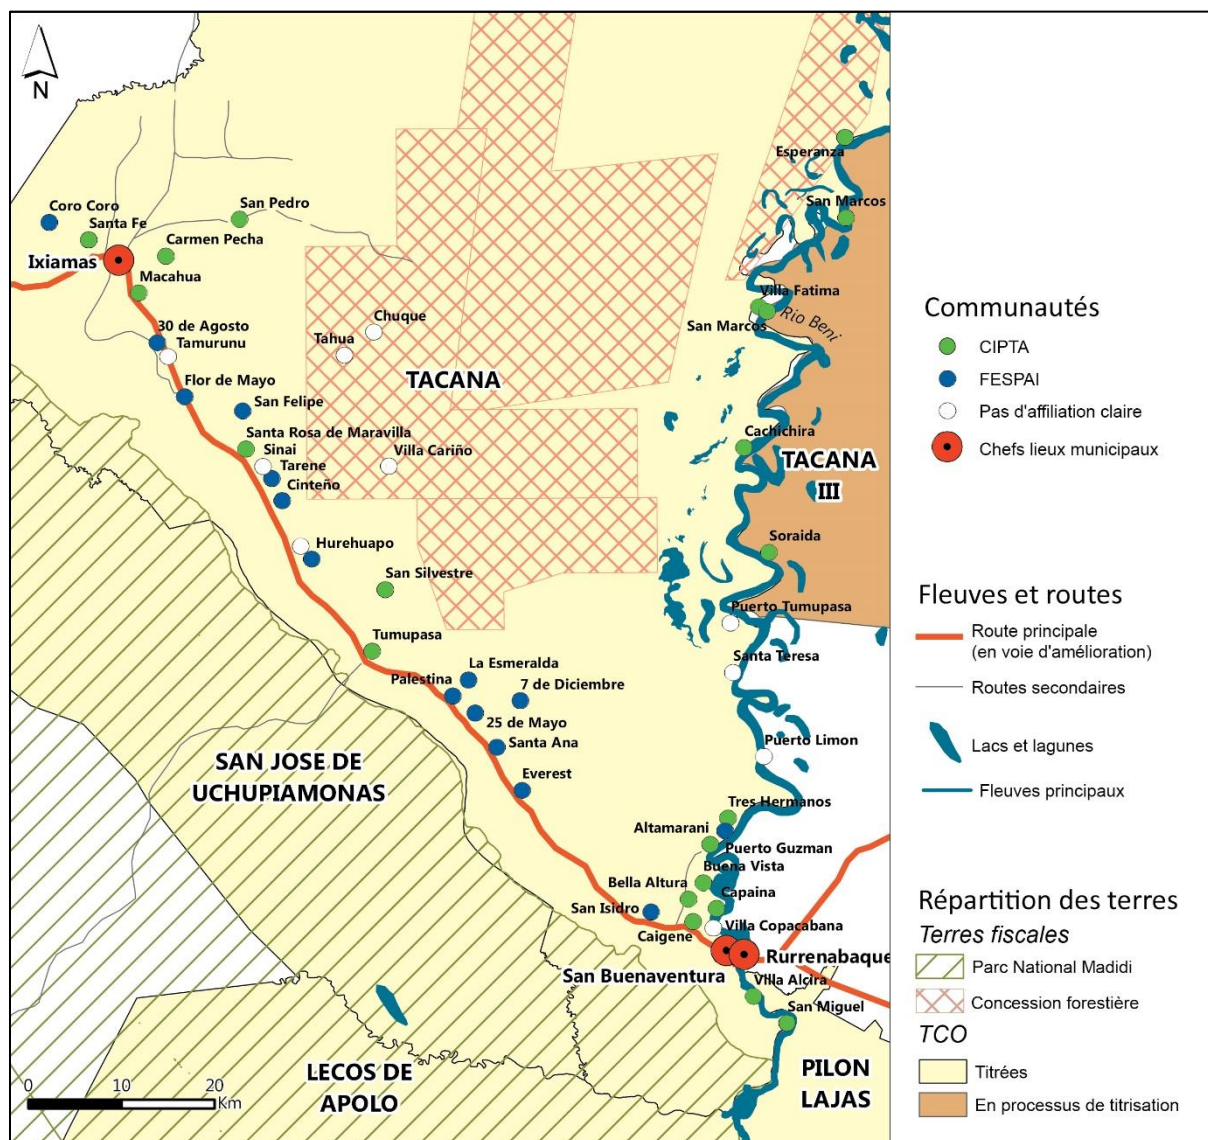 N
Esperanza
San Marcos
Coro Coro
San Pedro
Santa Fe
Carmen Pecha
Ixiamas
Macahua
Villa Fatima
San Marcos
Rio Beni
30 de Agosto
Tamurunu
Chuque
Tahua
TACANA
Flor de Mayo
San Felipe
Santa Rosa de Maravilla
Sinai
Tarene
Cinteño
Villa Cariño
Cachichira
TACANA
III
Hurehuapo
Soraida
San Silvestre
Puerto Tumupasa
Tumupasa
Santa Teresa
La Esmeralda
Palestina
7 de Diciembre
25 de Mayo
Santa Ana
Puerto Limon
SAN JOSE DE
UCHUPIAMONAS
Everest
Tres Hermanos
Altamarani
Puerto Guzman
Buena Vista
Bella Altura
Capaina
San Isidro
Villa Copacabana
Caigene
Rurrenabaque
San Buenaventura
Villa Alcira
San Miguel
LECOS DE
APOLO
PILON
LAJAS
0 10 20
Km
Communautés
CIPTA
FESPAI
Pas d'affiliation claire
Chefs lieux municipaux
Fleuves et routes
Route principale
(en voie d'amélioration)
Routes secondaires
Lacs et lagunes
Fleuves principaux
Répartition des terres
Terres fiscales
Parc National Madidi
Concession forestière
TCO
Titrées
En processus de titrisation